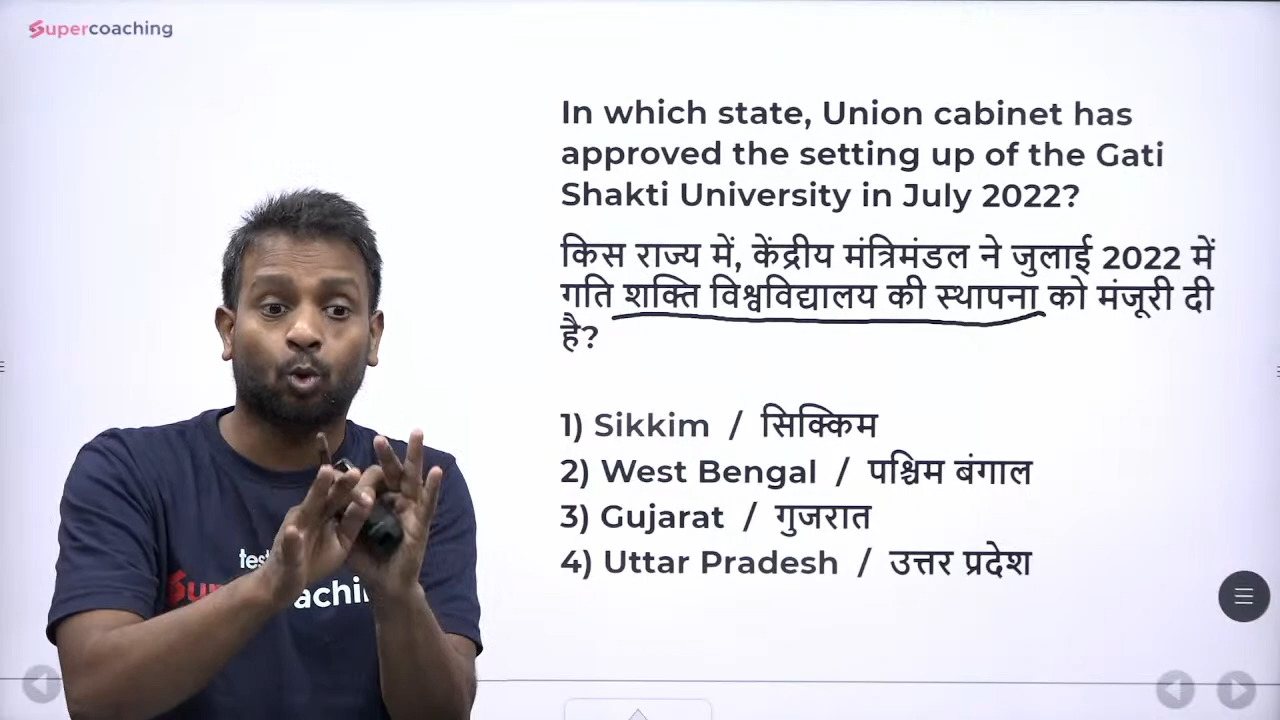 Supercoaching
In which state, Union cabinet has
approved the setting up of the Gati
Shakti University in July 2022?
किस राज्य में, केंद्रीय मंत्रिमंडल ने जुलाई 2022 में
गति शक्ति विश्वविद्यालय की स्थापना को मंजूरी दी
है?
1) Sikkim / सिक्किम
2) West Bengal / पश्चिम बंगाल
3) Gujarat / गुजरात
4) Uttar Pradesh / उत्तर प्रदेश